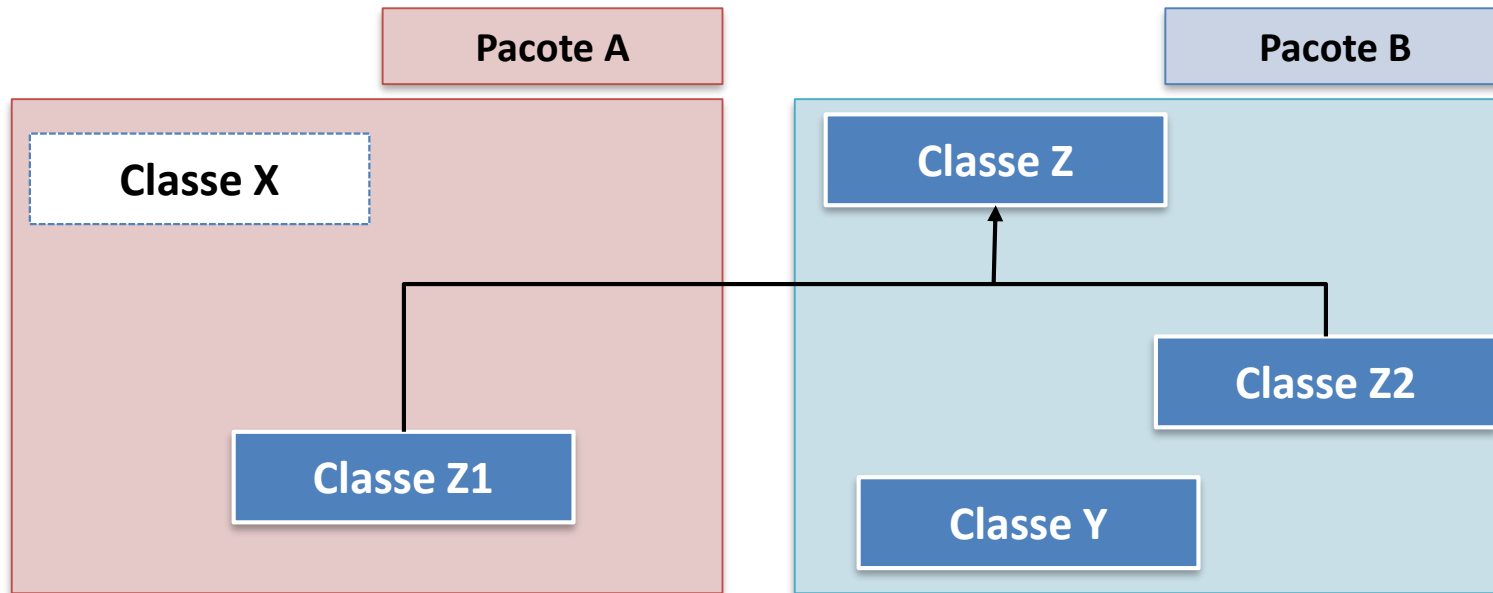 Pacote A
Pacote B
Classe X
Classe Z
Classe Z2
Classe Z1
Classe Y